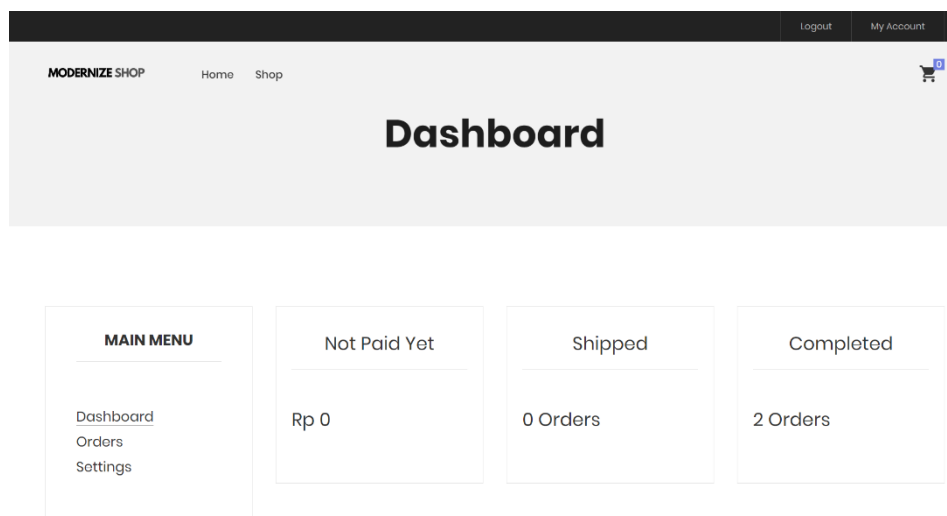 Logout My Account
MODERNIZE SHOP Home Shop 0
Dashboard
MAIN MENU
Dashboard
Orders
Settings
Not Paid Yet
Rp 0
Shipped
0 Orders
Completed
2 Orders